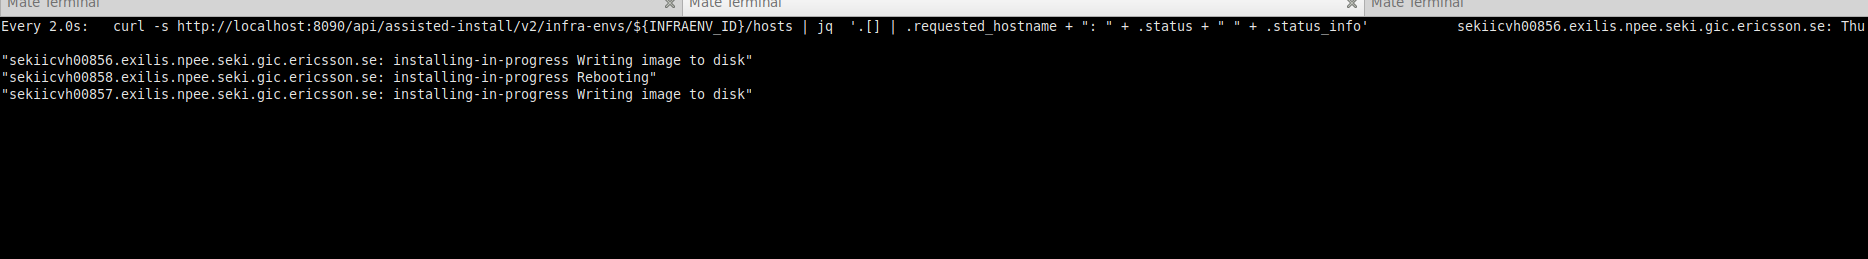 Mate Terminal Mate Terminal Mate Terminal
Every 2.0s: curl -s http://localhost:8090/api/assisted-install/v2/infra-envs/${INFRAENV_ID}/hosts | jq '.[] | .requested_hostname + ": " + .status + " " + .status_info' sekiicvh00856.exilis.npee.seki.gic.ericsson.se: Thu
"sekiicvh00856.exilis.npee.seki.gic.ericsson.se: installing-in-progress Writing image to disk"
"sekiicvh00858.exilis.npee.seki.gic.ericsson.se: installing-in-progress Rebooting"
"sekiicvh00857.exilis.npee.seki.gic.ericsson.se: installing-in-progress Writing image to disk"